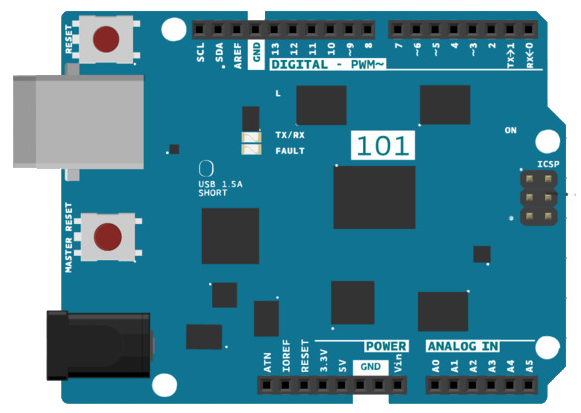 RESET
SCL SDA AREF GND 13 12 11 10 ~9 8 7 ~6 ~5 4 ~3 2 TX→1 RX←0
DIGITAL - PWM~
L
TX/RX
FAULT
101
ON
ICSP
USB 1.5A
SHORT
MASTER RESET
POWER
ANALOG IN
ATN IOREF RESET 3.3V 5V GND Vin A0 A1 A2 A3 A4 A5